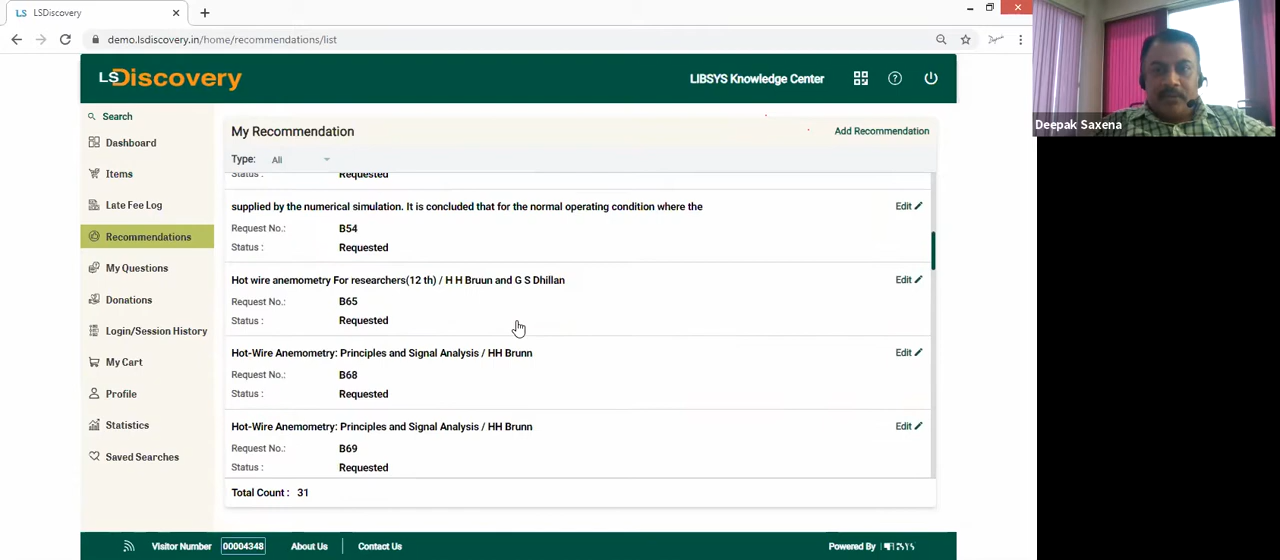 LS LSDiscovery
demo.lsdiscovery.in/home/recommendations/list
LSDiscovery
LIBSYS Knowledge Center
Search
Dashboard
Items
Late Fee Log
Recommendations
My Questions
Donations
Login/Session History
My Cart
Profile
Statistics
Saved Searches
My Recommendation
Add Recommendation
Type: All
Status : Requested
supplied by the numerical simulation. It is concluded that for the normal operating condition where the
Edit
Request No.: B54
Status : Requested
Hot wire anemometry For researchers(12 th) / H H Bruun and G S Dhillan
Edit
Request No.: B65
Status : Requested
Hot-Wire Anemometry: Principles and Signal Analysis / HH Brunn
Edit
Request No.: B68
Status : Requested
Hot-Wire Anemometry: Principles and Signal Analysis / HH Brunn
Edit
Request No.: B69
Status : Requested
Total Count : 31
Visitor Number 00004348 About Us Contact Us
Powered By
Deepak Saxena